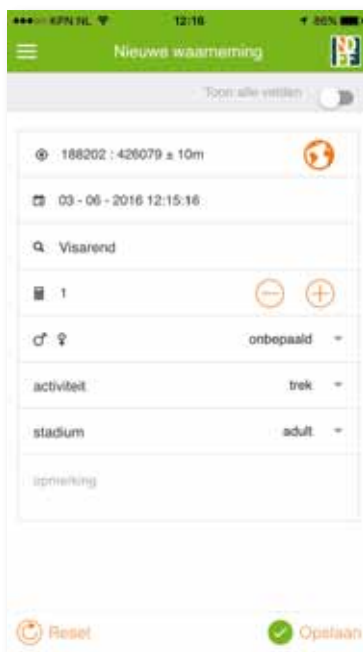 KPN NL 12:16 86%
Nieuwe waarneming
Toon alle velden
188202 : 426079 ± 10m
03 - 06 - 2016 12:15:16
Visarend
1
onbepaald
activiteit trek
stadium adult
opmerking
Reset Opslaan